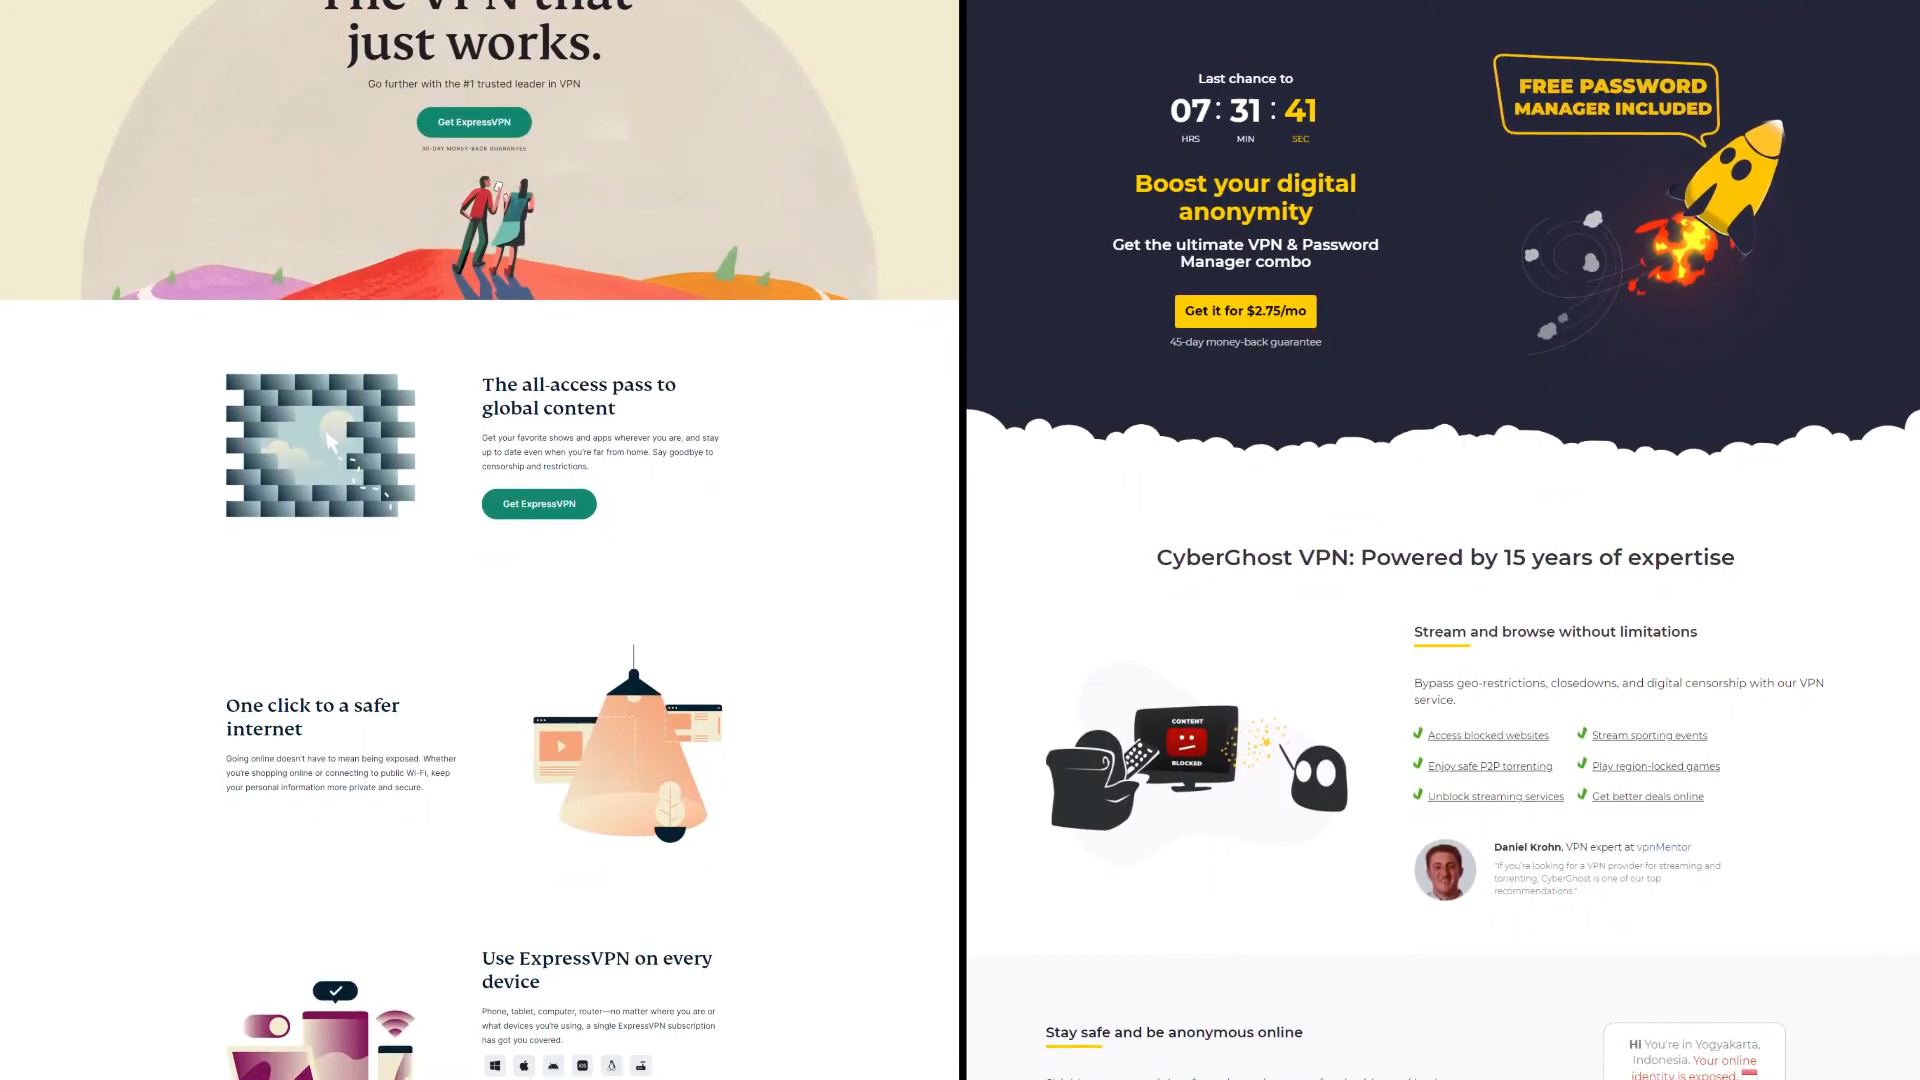 The VPN that
just works.
Go further with the #1 trusted leader in VPN
Get ExpressVPN
30-DAY MONEY-BACK GUARANTEE
The all-access pass to
global content
Get your favorite shows and apps wherever you are, and stay
up to date even when you're far from home. Say goodbye to
censorship and restrictions.
Get ExpressVPN
One click to a safer
internet
Going online doesn't have to mean being exposed. Whether
you're shopping online or connecting to public Wi-Fi, keep
your personal information more private and secure.
Use ExpressVPN on every
device
Phone, tablet, computer, router—no matter where you are or
what devices you're using, a single ExpressVPN subscription
has got you covered.
iOS
Last chance to
07 : 31 : 41
HRS MIN SEC
Boost your digital
anonymity
Get the ultimate VPN & Password
Manager combo
Get it for $2.75/mo
45-day money-back guarantee
FREE PASSWORD
MANAGER INCLUDED
CyberGhost VPN: Powered by 15 years of expertise
CONTENT
BLOCKED
Stream and browse without limitations
Bypass geo-restrictions, closedowns, and digital censorship with our VPN
service.
Access blocked websites
Stream sporting events
Enjoy safe P2P torrenting
Play region-locked games
Unblock streaming services
Get better deals online
Daniel Krohn, VPN expert at vpnMentor
"If you're looking for a VPN provider for streaming and
torrenting, CyberGhost is one of our top
recommendations."
Stay safe and be anonymous online
Hi You're in Yogyakarta,
Indonesia. Your online
identity is exposed.